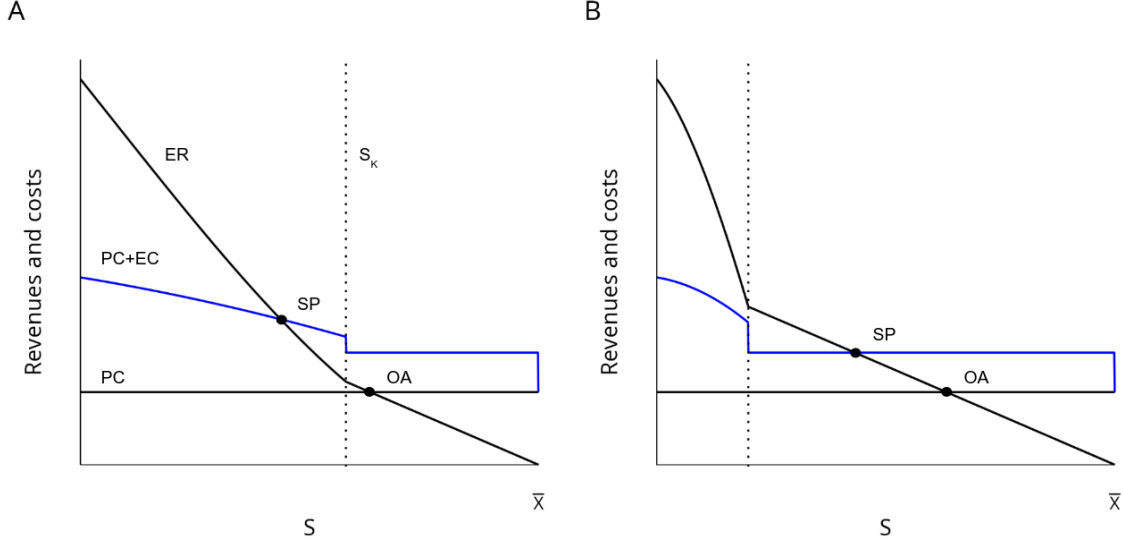 A
Revenues and costs
ER
S_K
PC+EC
SP
PC
OA
X̅
S
B
Revenues and costs
SP
OA
X̅
S